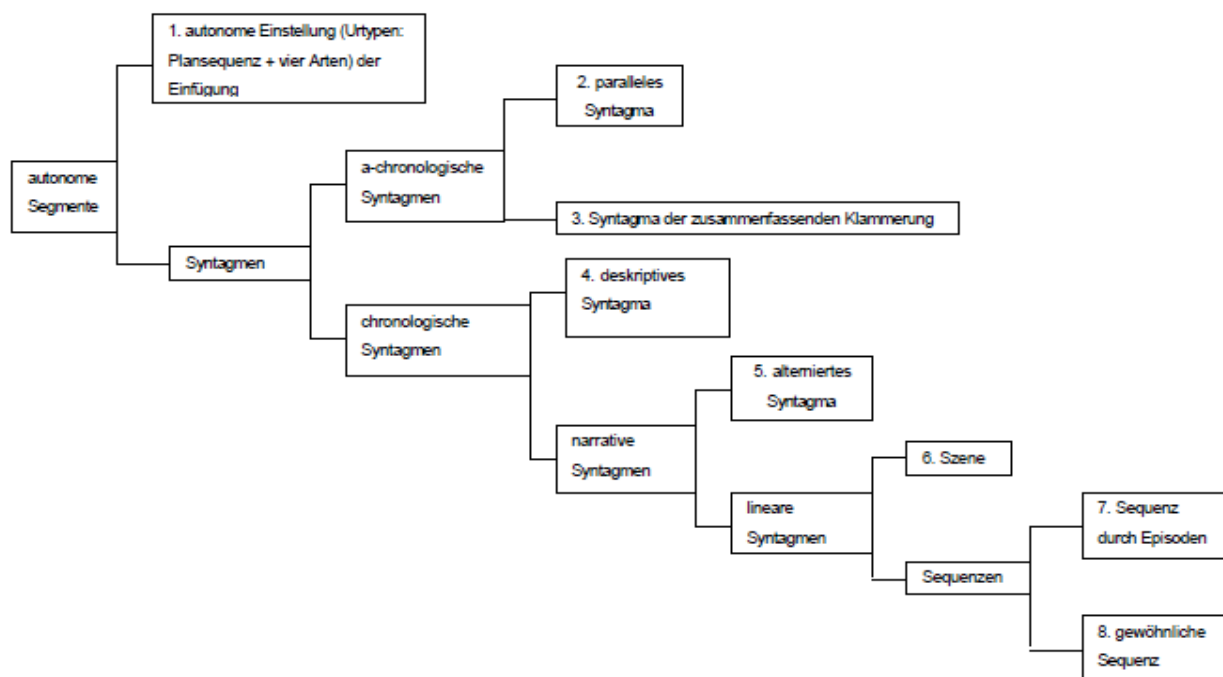 1. autonome Einstellung (Urtypen:
Plansequenz + vier Arten) der
Einfügung
2. paralleles
Syntagma
autonome
Segmente
a-chronologische
Syntagmen
3. Syntagma der zusammenfassenden Klammerung
Syntagmen
4. deskriptives
Syntagma
chronologische
Syntagmen
5. alterniertes
Syntagma
narrative
Syntagmen
6. Szene
lineare
Syntagmen
7. Sequenz
durch Episoden
Sequenzen
8. gewöhnliche
Sequenz